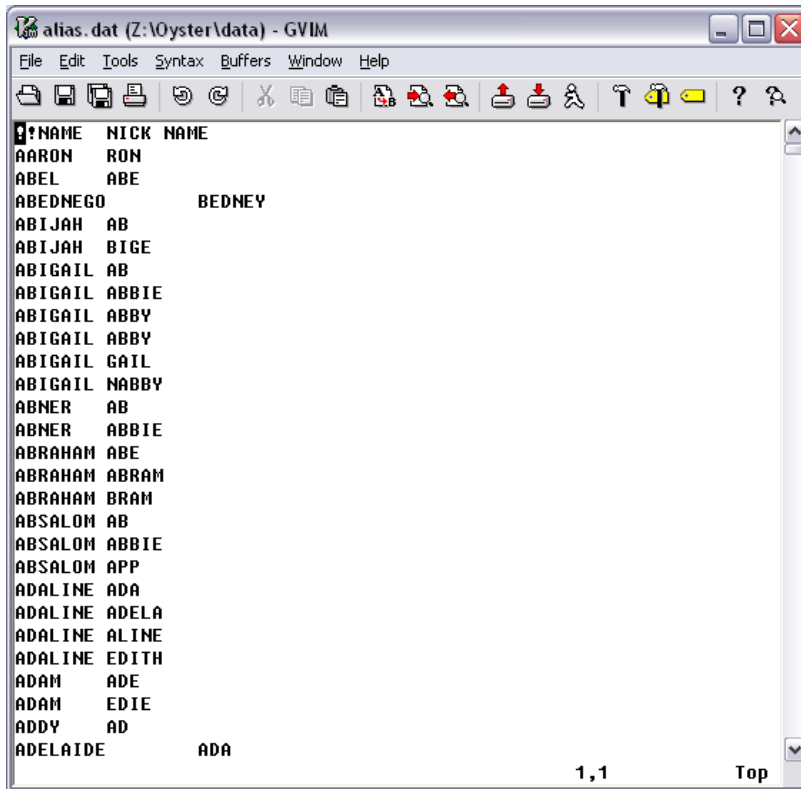 alias.dat (Z:\Oyster\data) - GVIM
File Edit Tools Syntax Buffers Window Help
!!NAME NICK NAME
AARON RON
ABEL ABE
ABEDNEGO BEDNEY
ABIJAH AB
ABIJAH BIGE
ABIGAIL AB
ABIGAIL ABBIE
ABIGAIL ABBY
ABIGAIL ABBY
ABIGAIL GAIL
ABIGAIL NABBY
ABNER AB
ABNER ABBIE
ABRAHAM ABE
ABRAHAM ABRAM
ABRAHAM BRAM
ABSALOM AB
ABSALOM ABBIE
ABSALOM APP
ADALINE ADA
ADALINE ADELA
ADALINE ALINE
ADALINE EDITH
ADAM ADE
ADAM EDIE
ADDY AD
ADELAIDE ADA
1,1 Top